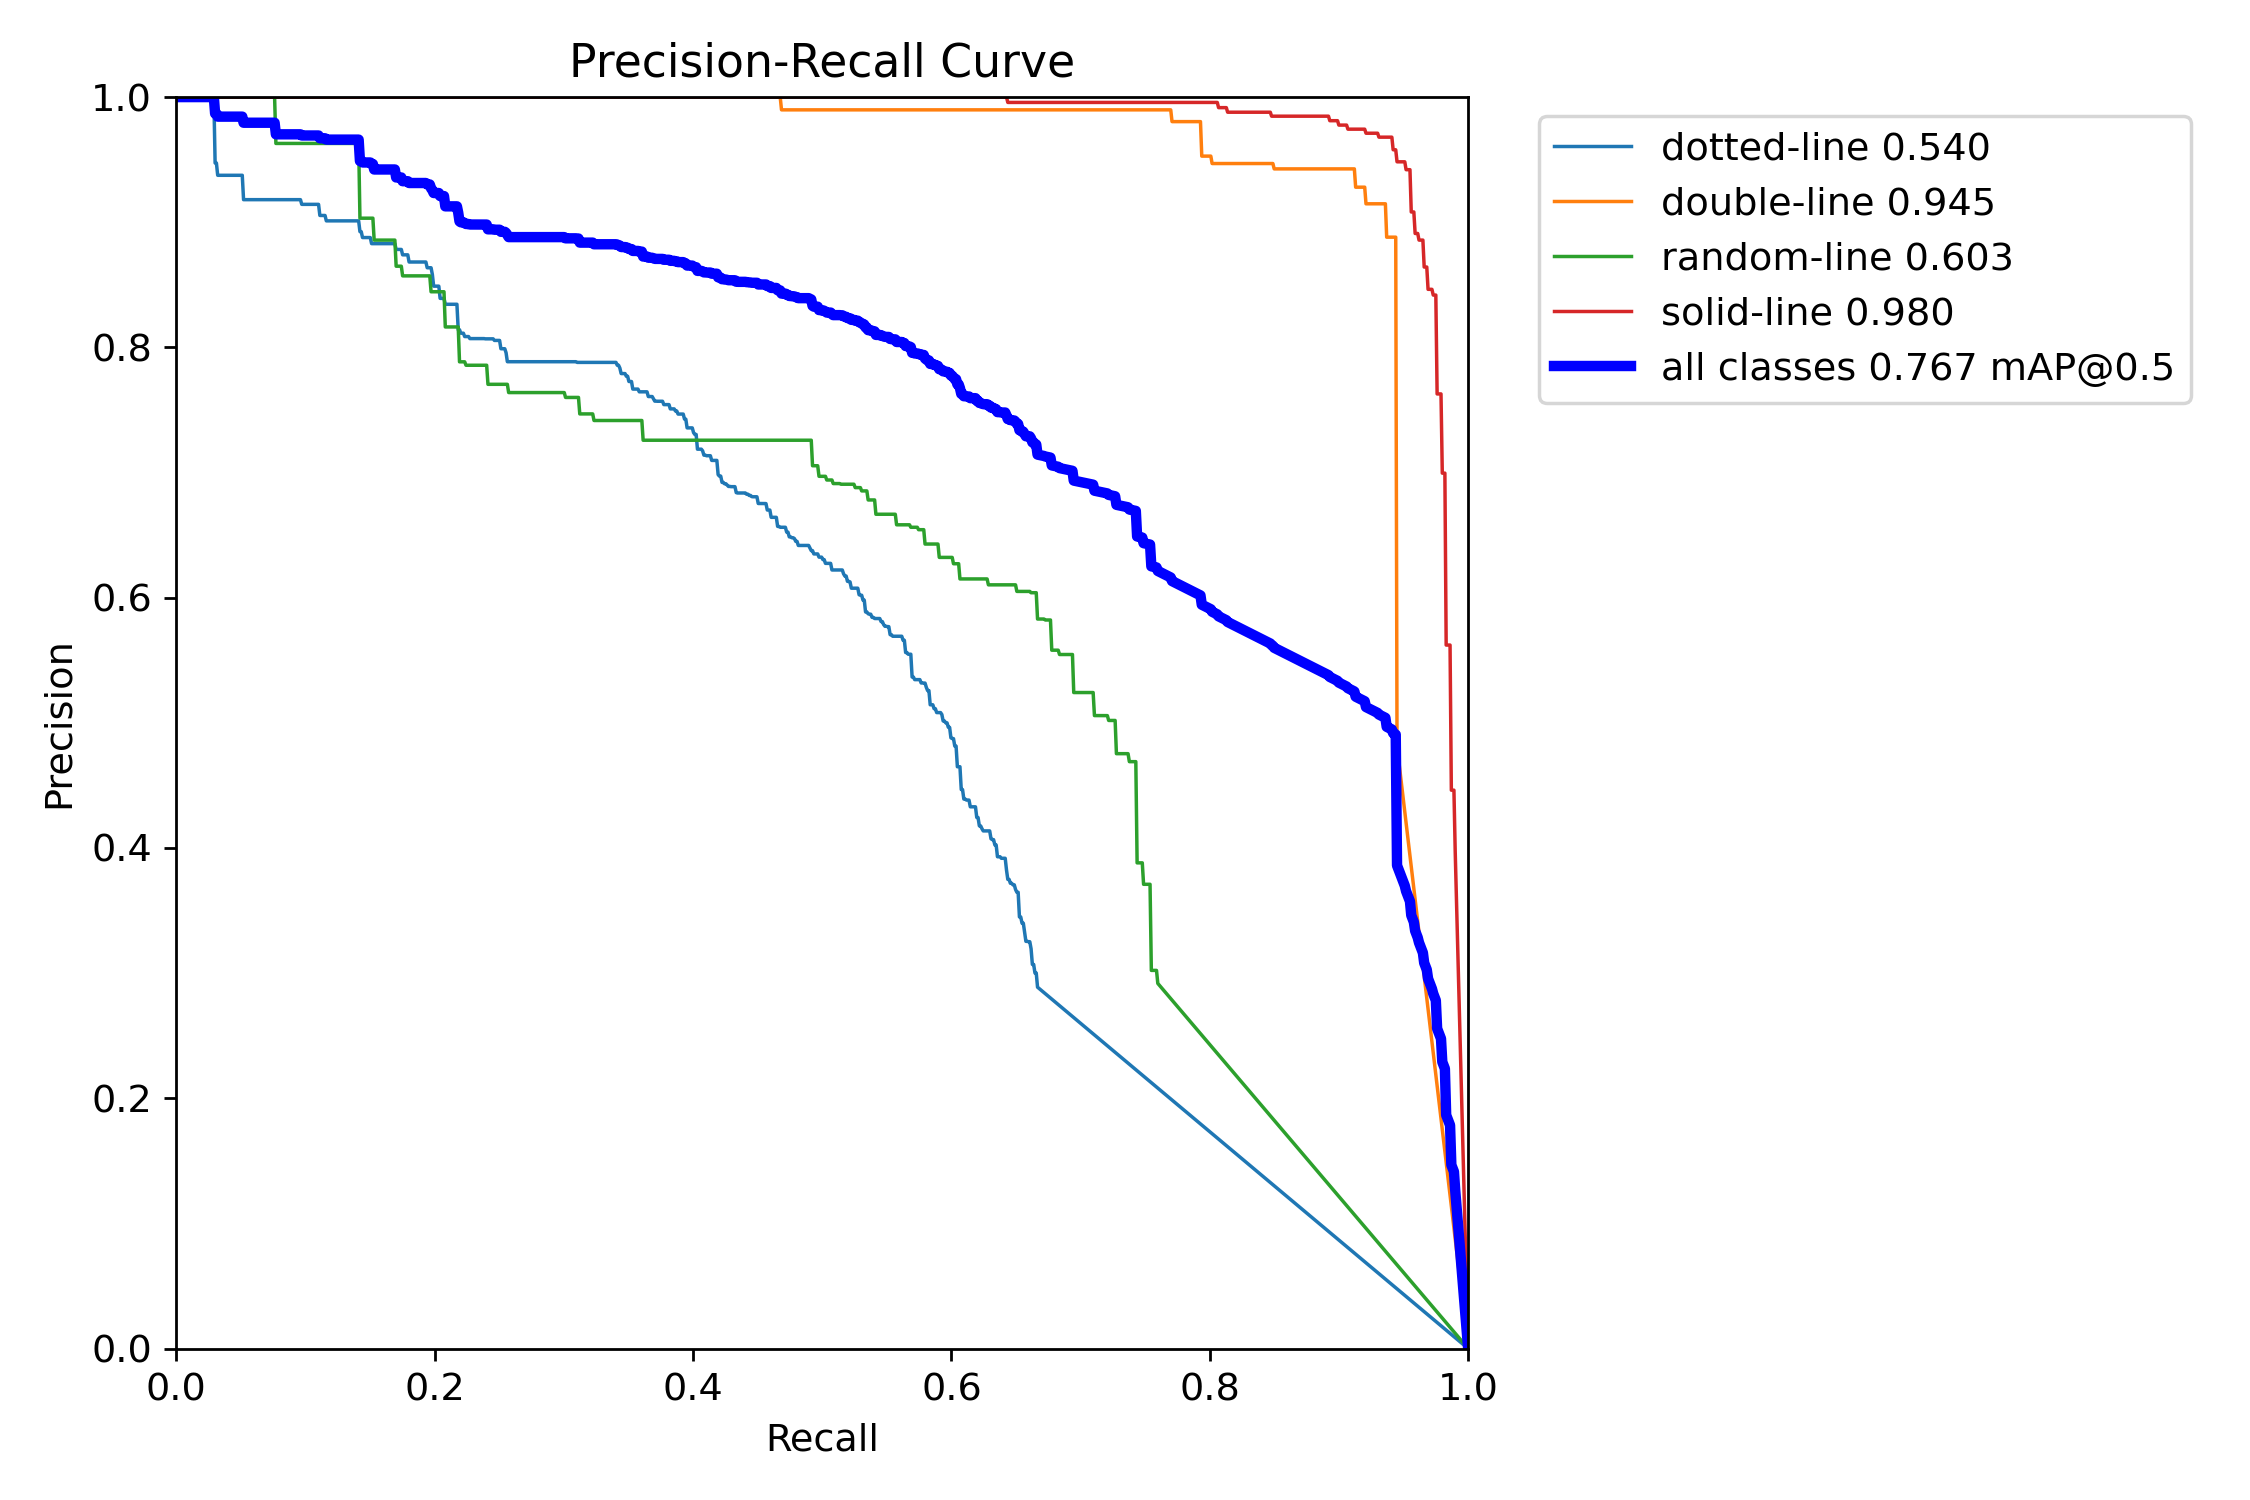 Precision-Recall Curve
1.0
0.8
0.6
0.4
0.2
0.0
Precision
0.0 0.2 0.4 0.6 0.8 1.0
Recall
dotted-line 0.540
double-line 0.945
random-line 0.603
solid-line 0.980
all classes 0.767 mAP@0.5